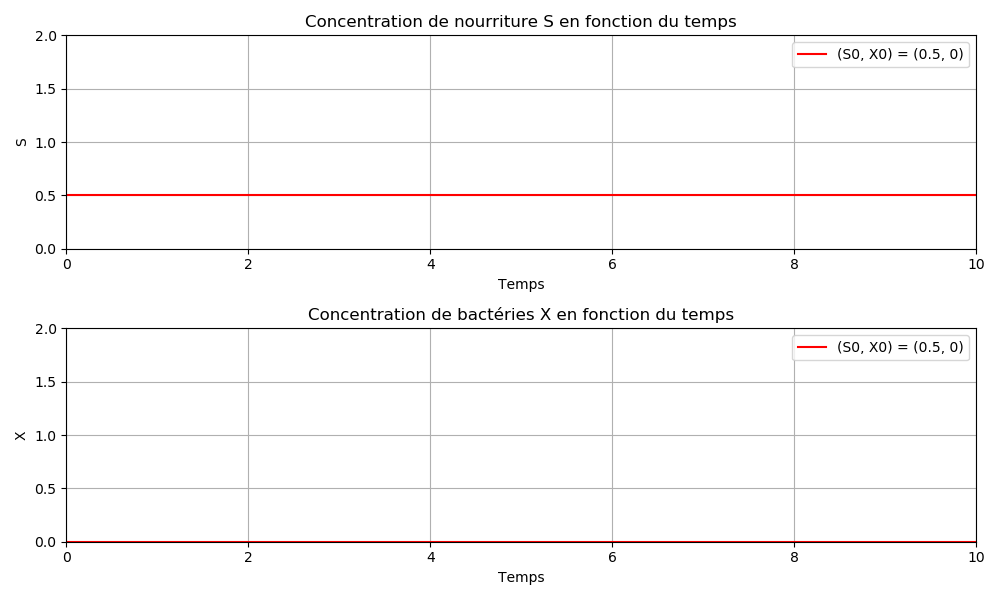 Concentration de nourriture S en fonction du temps
2.0
(S0, X0) = (0.5, 0)
1.5
S
1.0
0.5
0.0
0 2 4 6 8 10
Temps
Concentration de bactéries X en fonction du temps
2.0
(S0, X0) = (0.5, 0)
1.5
X
1.0
0.5
0.0
0 2 4 6 8 10
Temps